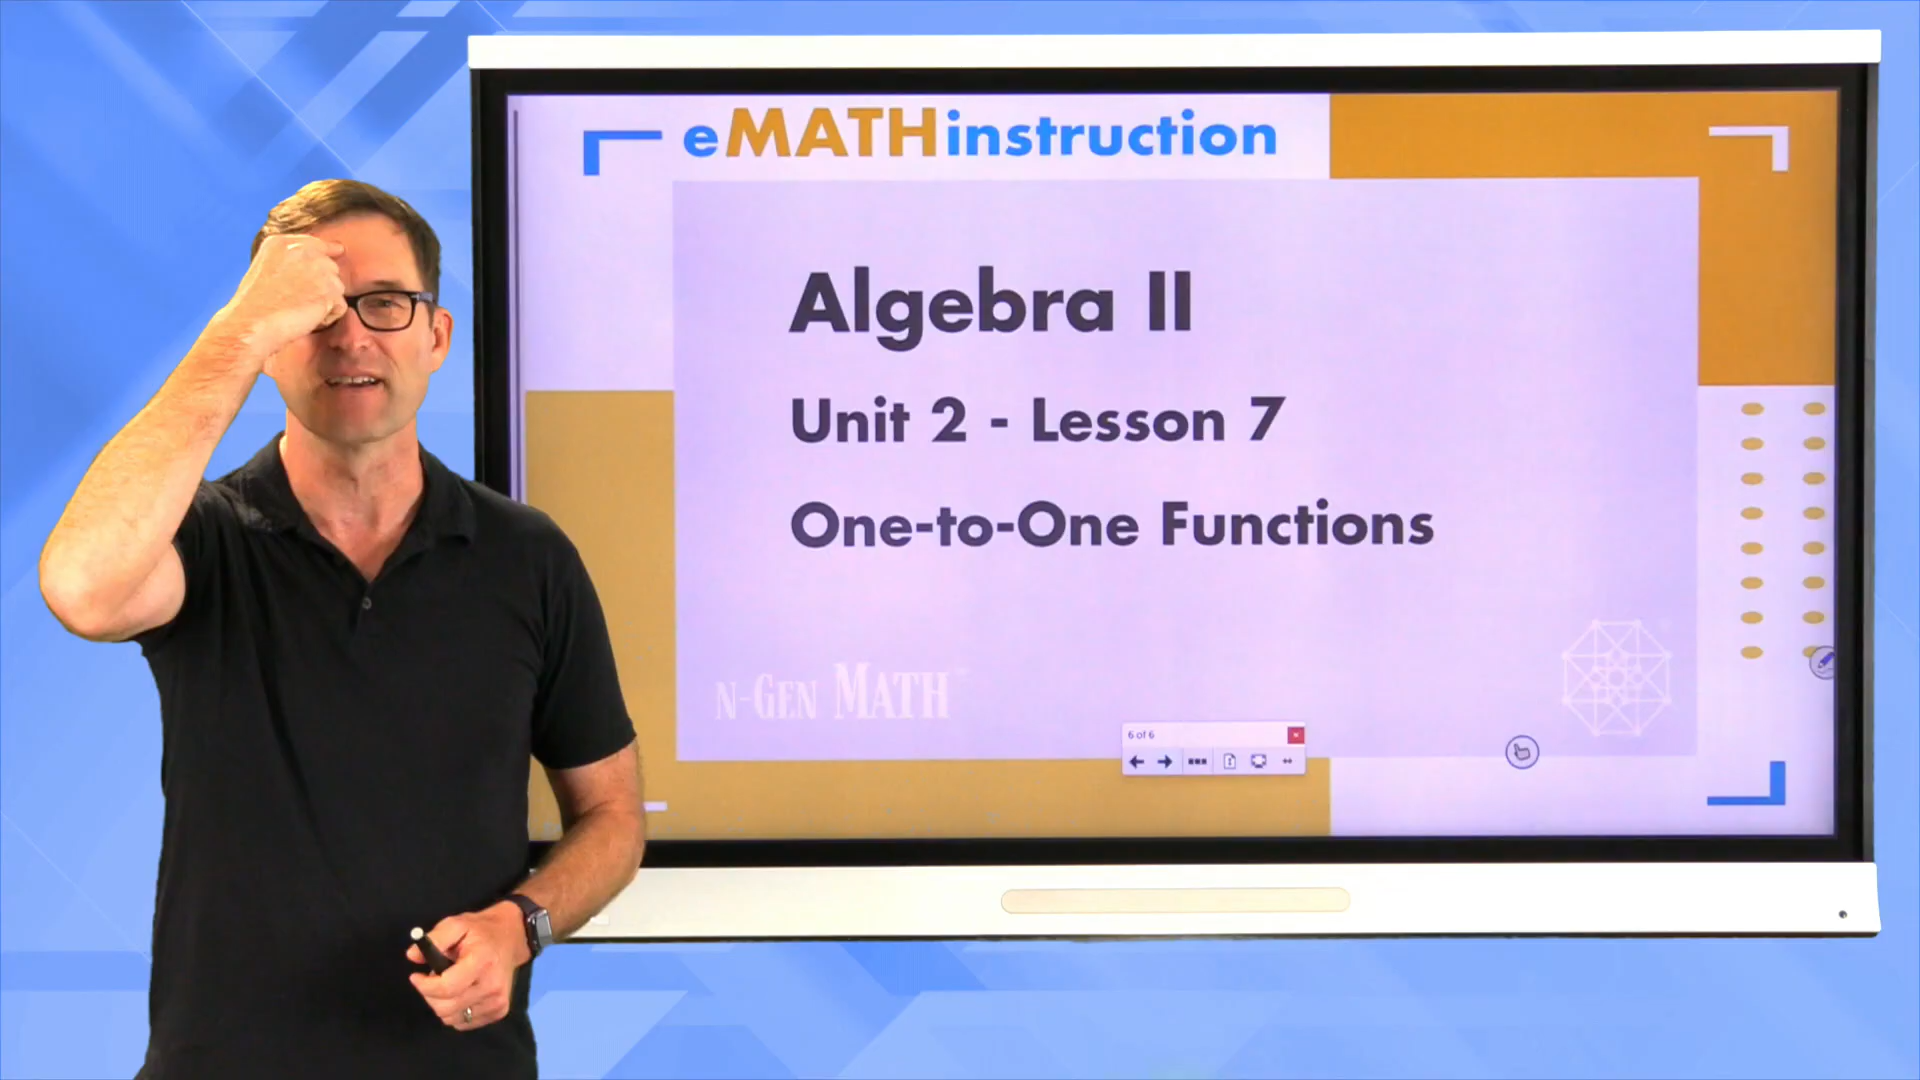 eMATHinstruction
Algebra II
Unit 2 - Lesson 7
One-to-One Functions
N-GEN MATH
6 of 6